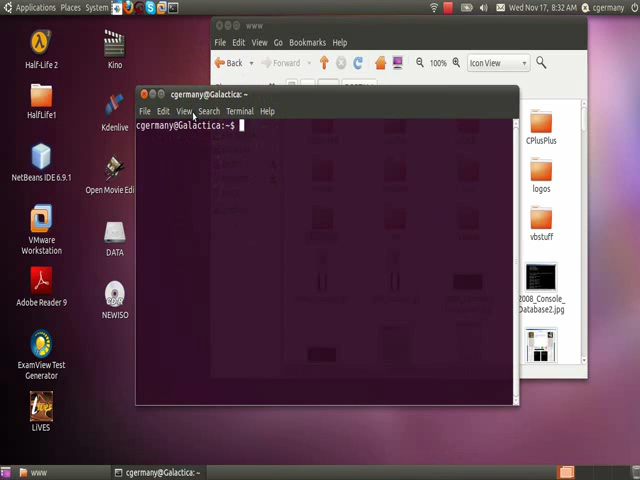 Applications Places System
Wed Nov 17, 8:32 AM cgermany
www
File Edit View Go Bookmarks Help
Back Forward 100% Icon View
cgermany@Galactica: ~
File Edit View Search Terminal Help
cgermany@Galactica:~$
Half-Life 2
HalfLife1
NetBeans IDE 6.9.1
VMware
Workstation
Adobe Reader 9
ExamView Test
Generator
LiVES
Kino
Kdenlive
Open Movie Edi
DATA
NEWISO
CPlusPlus
logos
vbstuff
2008_Console_
Database2.jpg
www
cgermany@Galactica: ~